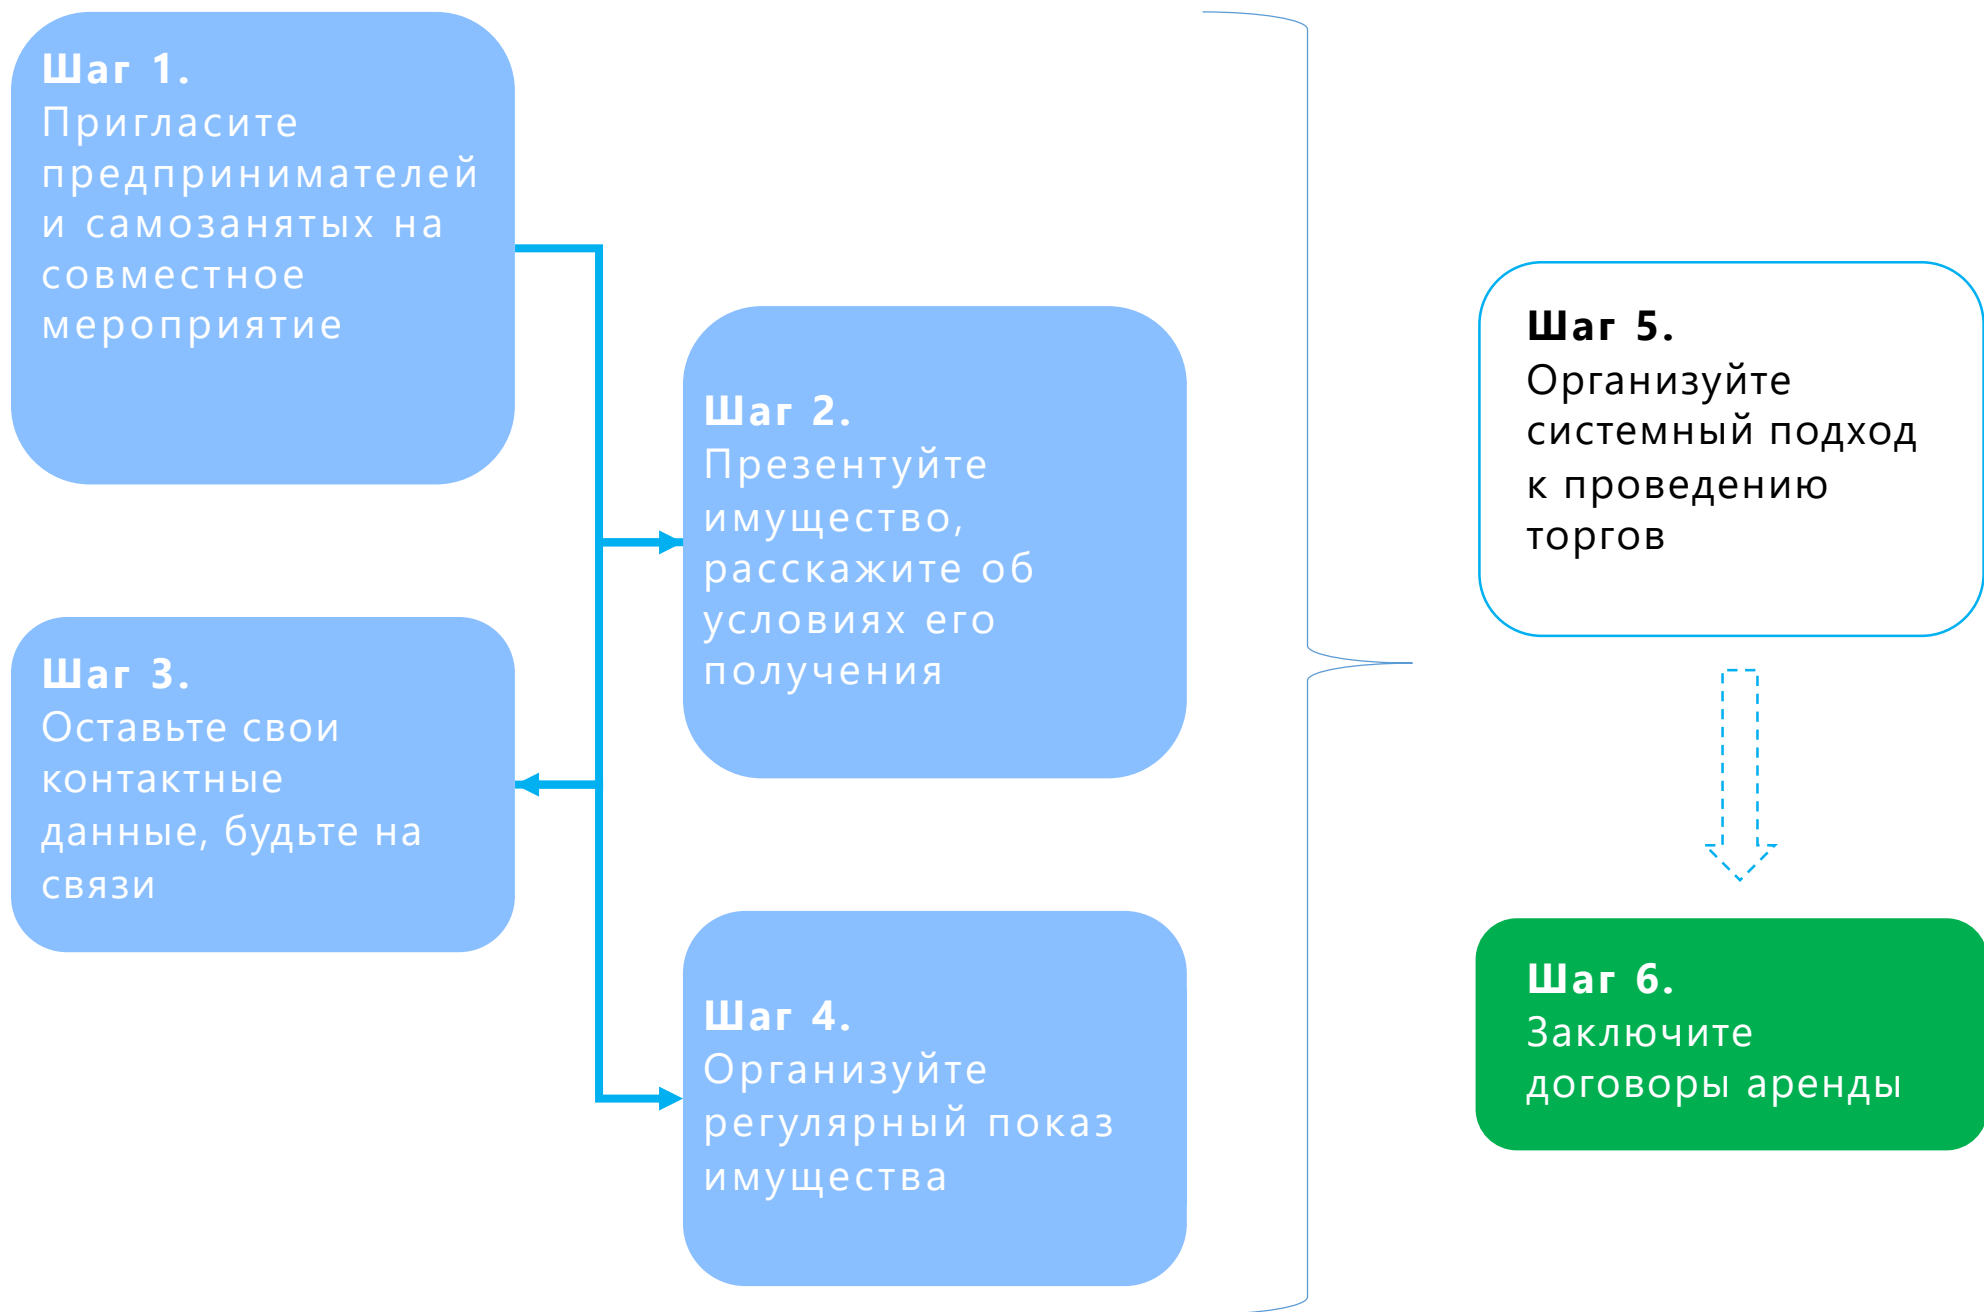 Шаг 1.
Пригласите
предпринимателей
и самозанятых на
совместное
мероприятие
Шаг 2.
Презентуйте
имущество,
расскажите об
условиях его
получения
Шаг 3.
Оставьте свои
контактные
данные, будьте на
связи
Шаг 4.
Организуйте
регулярный показ
имущества
Шаг 5.
Организуйте
системный подход
к проведению
торгов
Шаг 6.
Заключите
договоры аренды